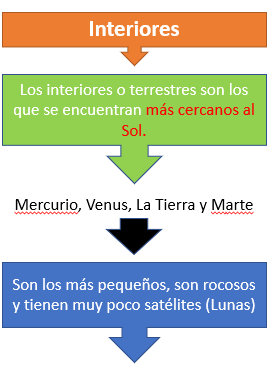 Interiores
Los interiores o terrestres son los
que se encuentran más cercanos al
Sol.
Mercurio, Venus, La Tierra y Marte
Son los más pequeños, son rocosos
y tienen muy poco satélites (Lunas)